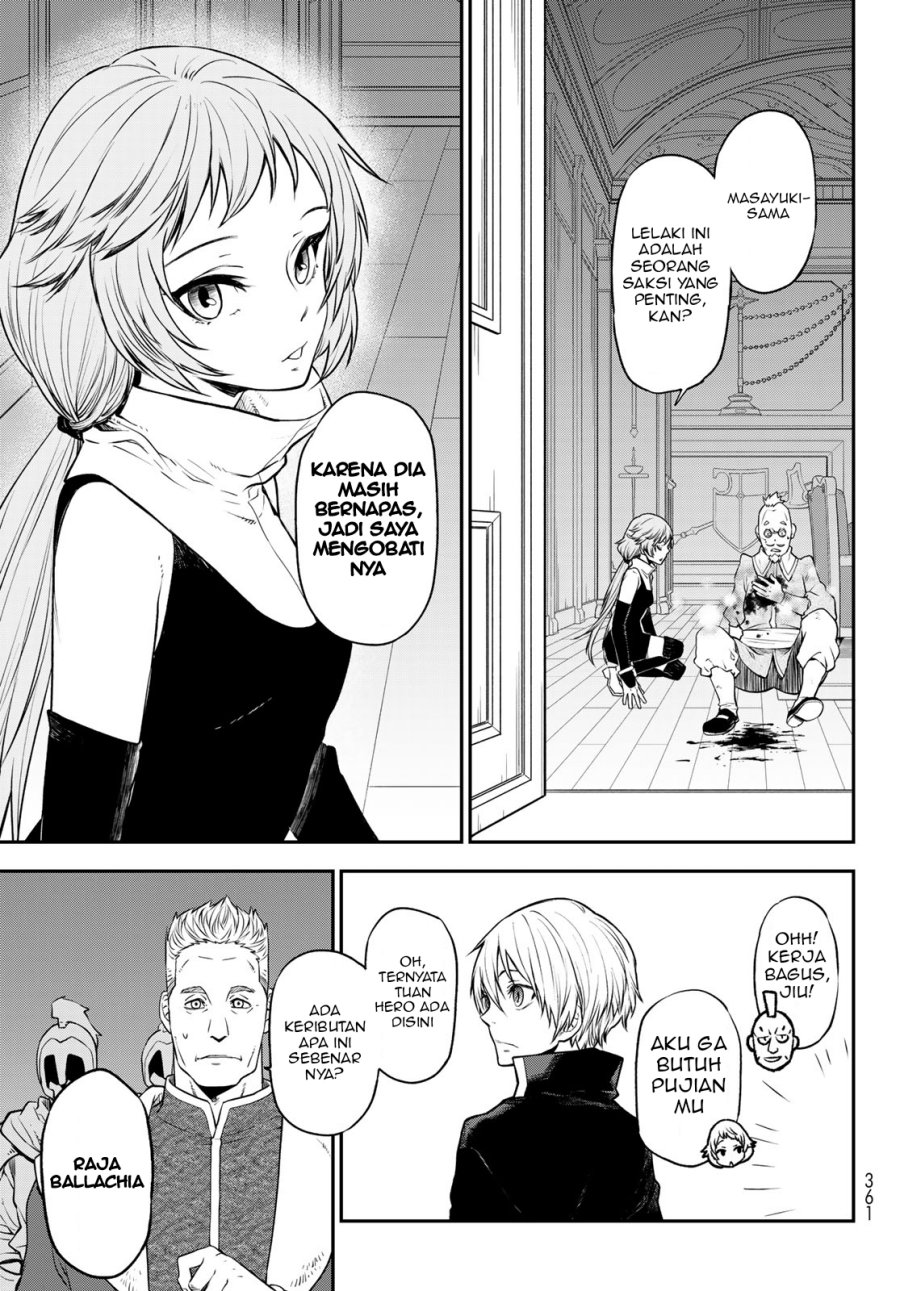 MASAYUKI-
SAMA
LELAKI INI
ADALAH
SEORANG
SAKSI YANG
PENTING,
KAN?
KARENA DIA
MASIH
BERNAPAS,
JADI SAYA
MENGOBATI
NYA
OHH!
KERJA
BAGUS,
JIU!
AKU GA
BUTUH
PUJIAN
MU
OH,
TERNYATA
TUAN
HERO ADA
DISINI
ADA
KERIBUTAN
APA INI
SEBENAR
NYA?
RAJA
BALLACHIA
361